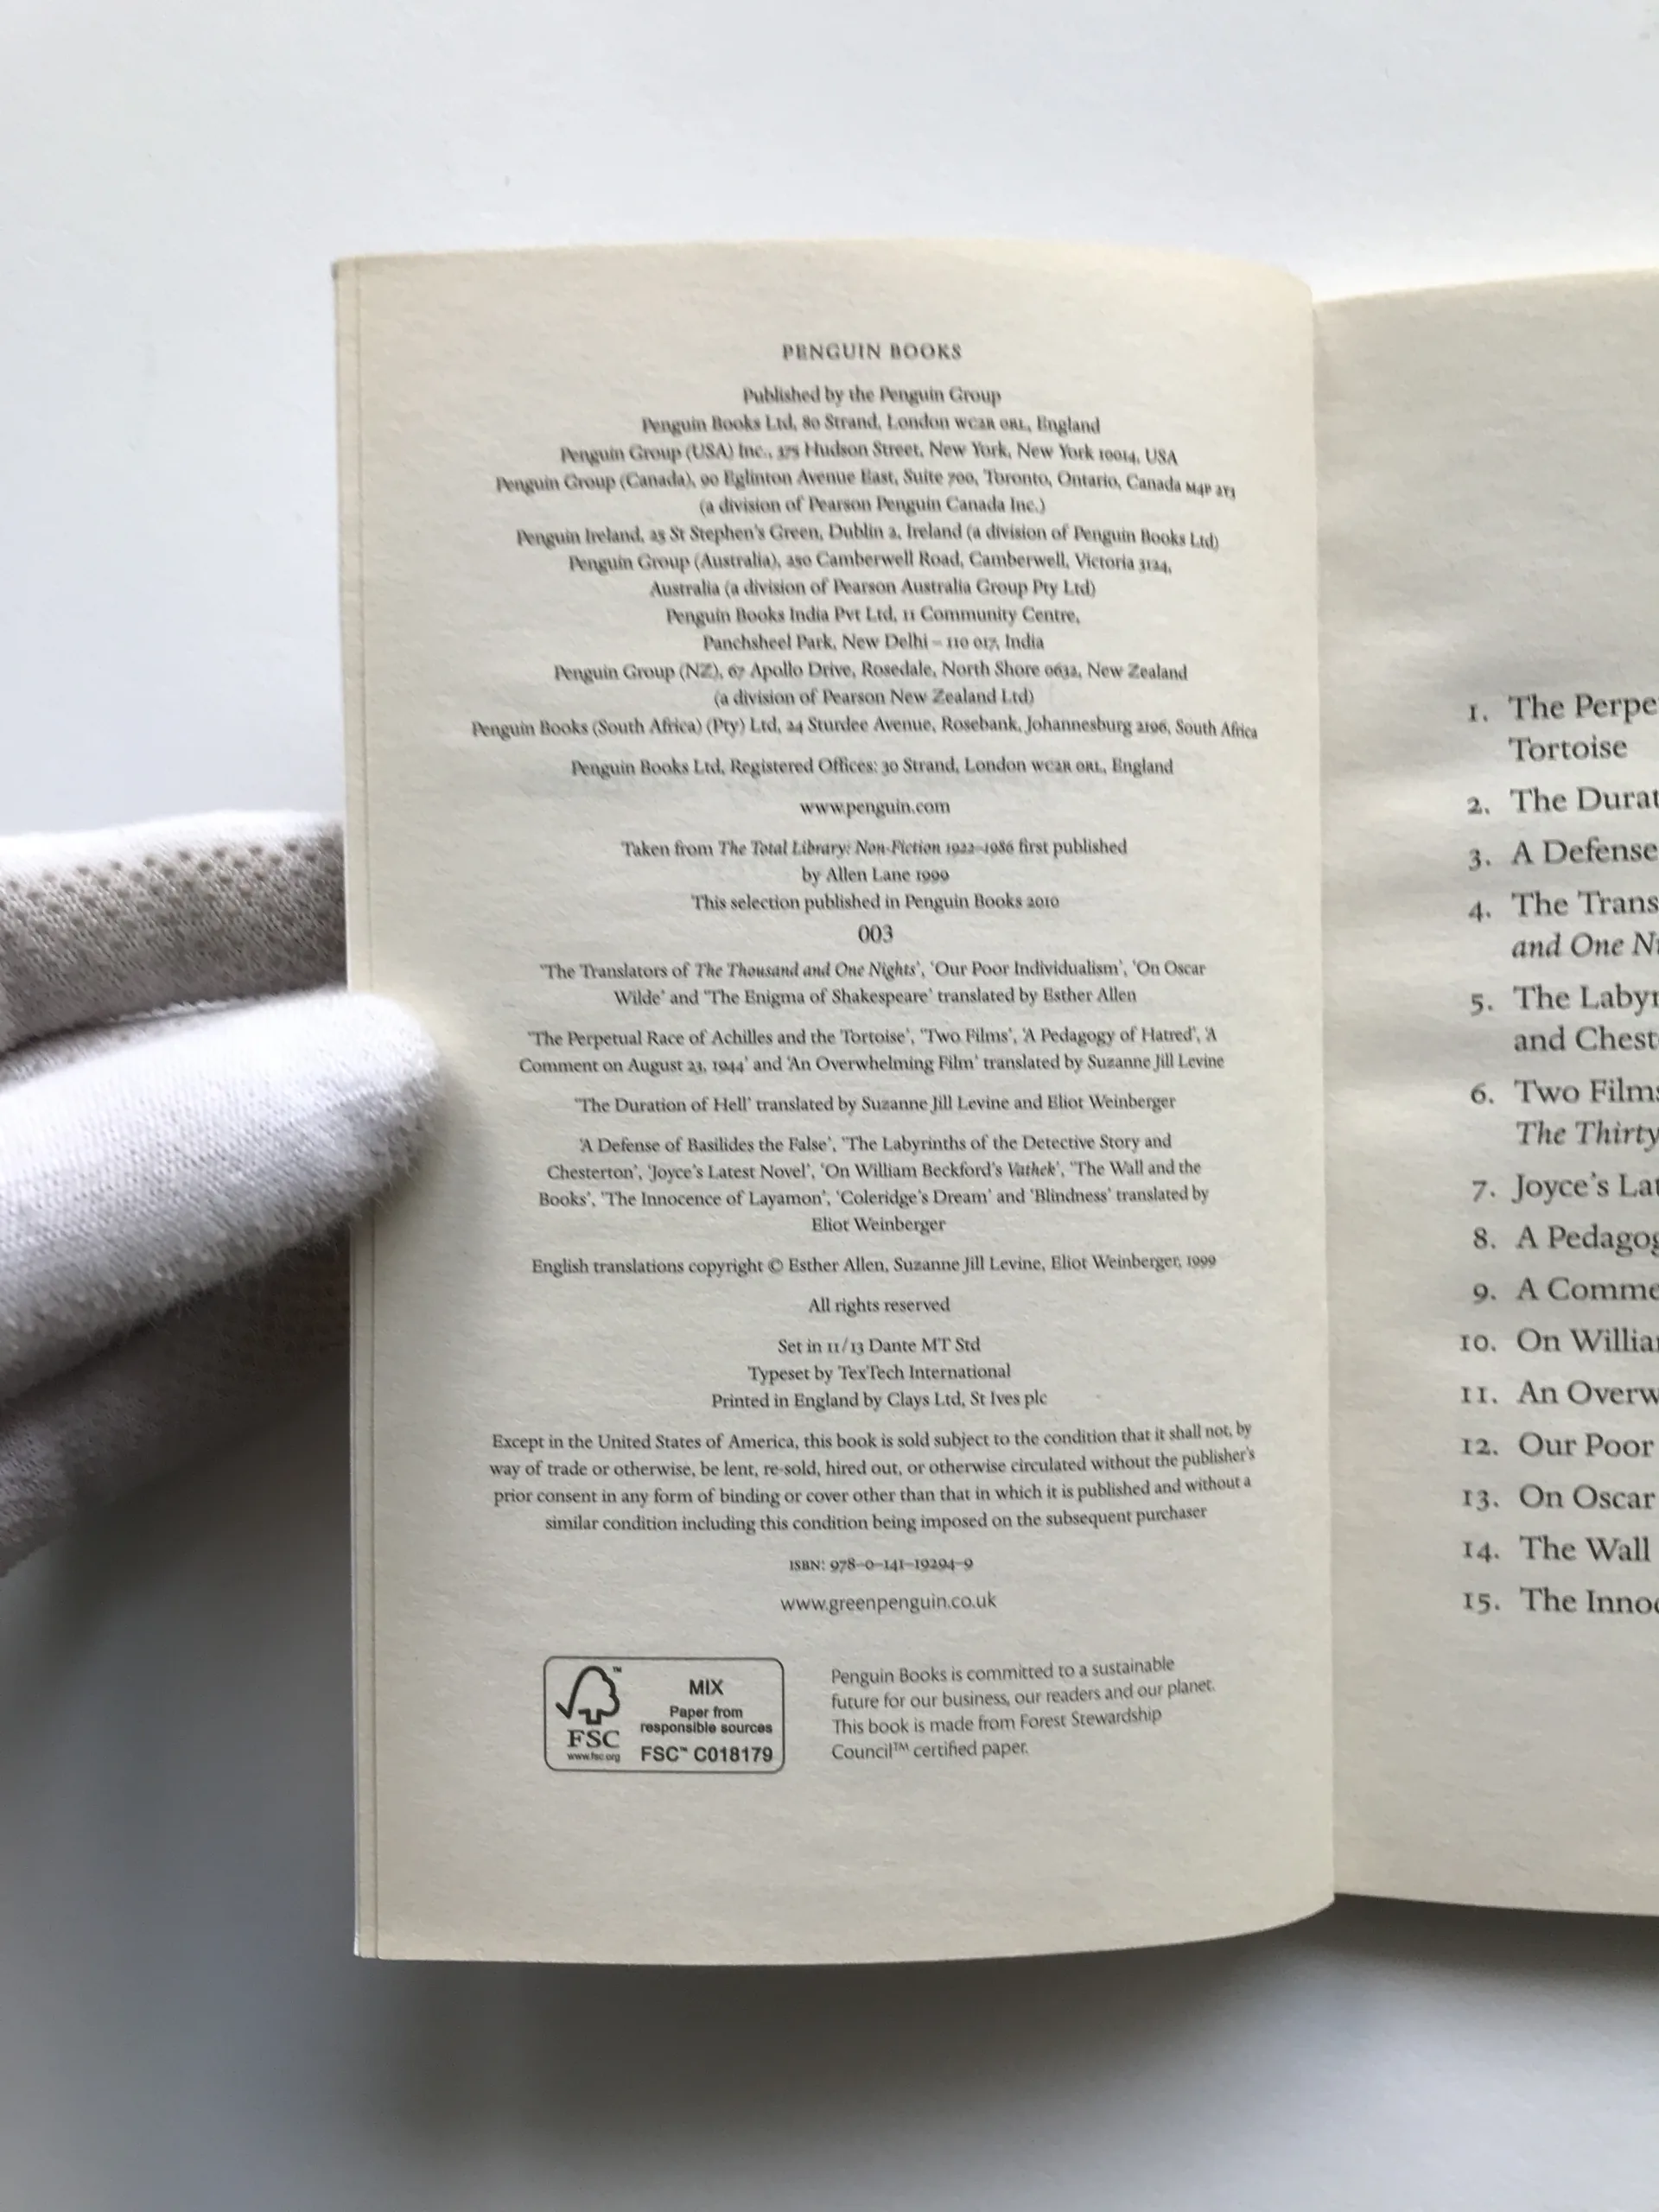 PENGUIN BOOKS
Published by the Penguin Group
Penguin Books Ltd, 80 Strand, London WC2R 0RL, England
Penguin Group (USA) Inc., 375 Hudson Street, New York, New York 10014, USA
Penguin Group (Canada), 90 Eglinton Avenue East, Suite 700, Toronto, Ontario, Canada M4P 2Y3
(a division of Pearson Penguin Canada Inc.)
Penguin Ireland, 25 St Stephen's Green, Dublin 2, Ireland (a division of Penguin Books Ltd)
Penguin Group (Australia), 250 Camberwell Road, Camberwell, Victoria 3124,
Australia (a division of Pearson Australia Group Pty Ltd)
Penguin Books India Pvt Ltd, 11 Community Centre,
Panchsheel Park, New Delhi – 110 017, India
Penguin Group (NZ), 67 Apollo Drive, Rosedale, North Shore 0632, New Zealand
(a division of Pearson New Zealand Ltd)
Penguin Books (South Africa) (Pty) Ltd, 24 Sturdee Avenue, Rosebank, Johannesburg 2196, South Africa
Penguin Books Ltd, Registered Offices: 30 Strand, London WC2R 0RL, England
www.penguin.com
Taken from The Total Library: Non-Fiction 1922–1986 first published
by Allen Lane 1999
This selection published in Penguin Books 2010
003
'The Translators of The Thousand and One Nights', 'Our Poor Individualism', 'On Oscar
Wilde' and 'The Enigma of Shakespeare' translated by Esther Allen
'The Perpetual Race of Achilles and the Tortoise', 'Two Films', 'A Pedagogy of Hatred', 'A
Comment on August 23, 1944' and 'An Overwhelming Film' translated by Suzanne Jill Levine
'The Duration of Hell' translated by Suzanne Jill Levine and Eliot Weinberger
'A Defense of Basilides the False', 'The Labyrinths of the Detective Story and
Chesterton', 'Joyce's Latest Novel', 'On William Beckford's Vathek', 'The Wall and the
Books', 'The Innocence of Layamon', 'Coleridge's Dream' and 'Blindness' translated by
Eliot Weinberger
English translations copyright © Esther Allen, Suzanne Jill Levine, Eliot Weinberger, 1999
All rights reserved
Set in 11/13 Dante MT Std
Typeset by TexTech International
Printed in England by Clays Ltd, St Ives plc
Except in the United States of America, this book is sold subject to the condition that it shall not, by
way of trade or otherwise, be lent, re-sold, hired out, or otherwise circulated without the publisher's
prior consent in any form of binding or cover other than that in which it is published and without a
similar condition including this condition being imposed on the subsequent purchaser
ISBN: 978-0-141-19294-9
www.greenpenguin.co.uk
™
FSC
www.fsc.org
MIX
Paper from
responsible sources
FSC™ C018179
Penguin Books is committed to a sustainable
future for our business, our readers and our planet.
This book is made from Forest Stewardship
Council™ certified paper.
1. The Perpe
Tortoise
2. The Durat
3. A Defense
4. The Trans
and One Ni
5. The Labyr
and Chest
6. Two Films
The Thirty
7. Joyce's Lat
8. A Pedagog
9. A Comme
10. On Willia
11. An Overw
12. Our Poor
13. On Oscar
14. The Wall
15. The Inno